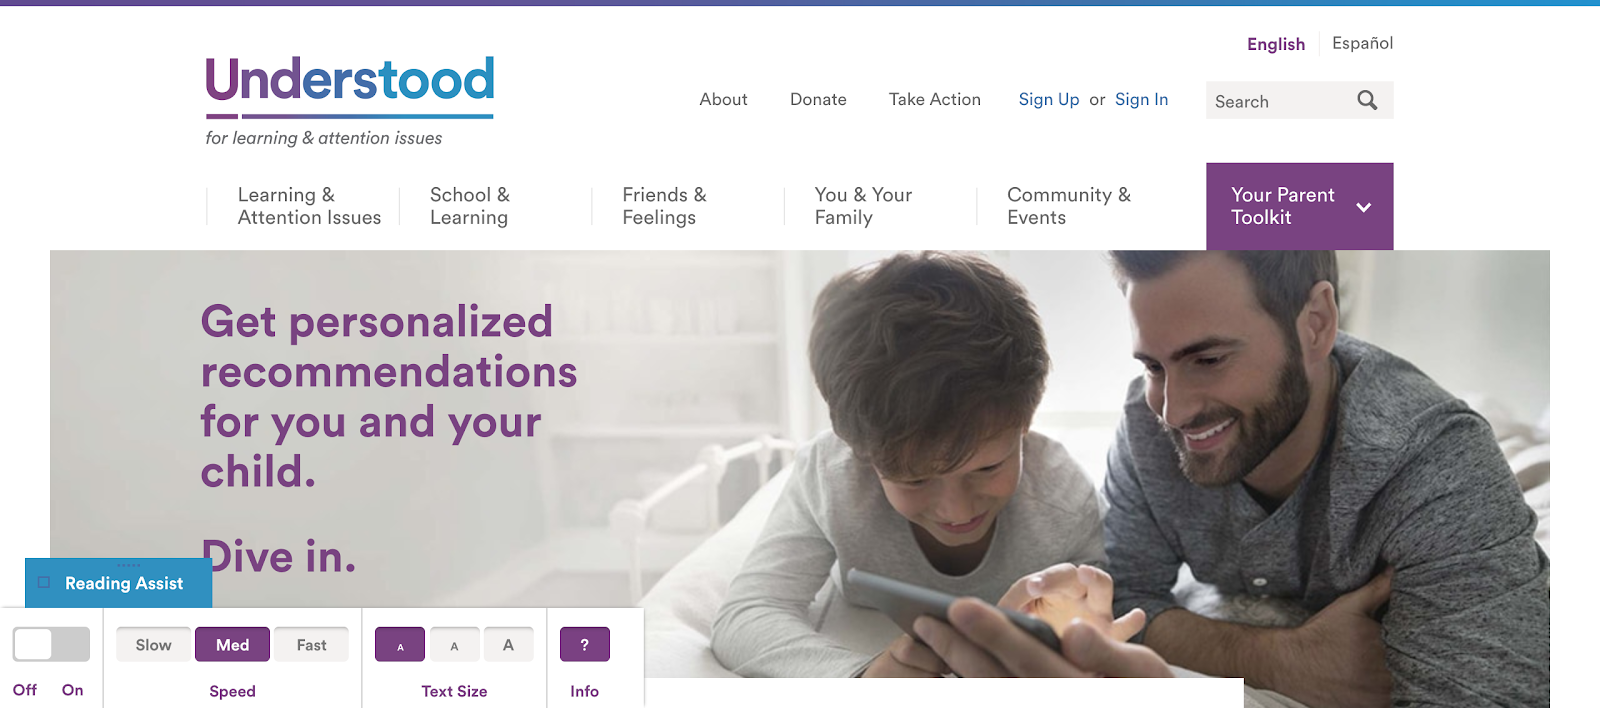 English
Español
Understood
for learning & attention issues
About
Donate
Take Action
Sign Up or Sign In
Search
Learning &
Attention Issues
School &
Learning
Friends &
Feelings
You & Your
Family
Community &
Events
Your Parent
Toolkit
Get personalized
recommendations
for you and your
child.
Dive in.
Reading Assist
Off
On
Slow
Med
Fast
Speed
A
A
A
Text Size
?
Info